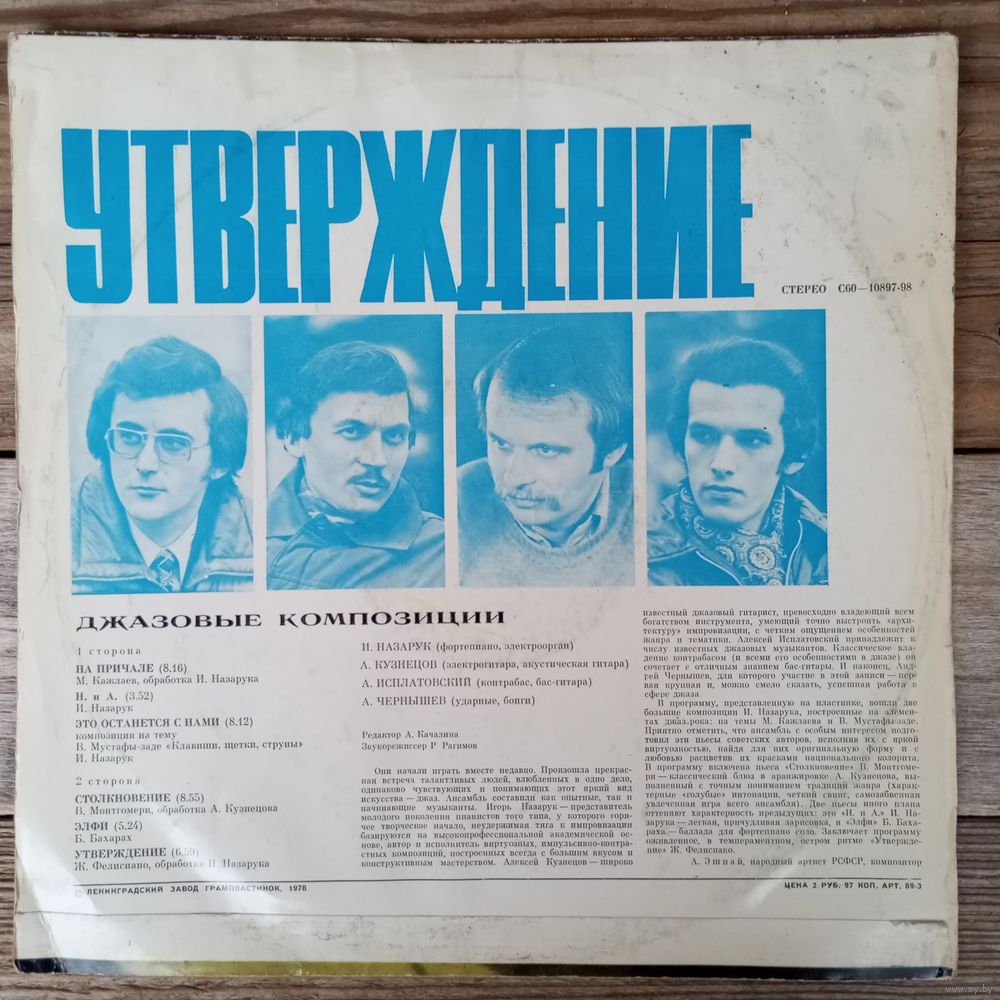 УТВЕРЖДЕНИЕ
СТЕРЕО С60—10897-98
ДЖАЗОВЫЕ КОМПОЗИЦИИ
1 сторона
НА ПРИЧАЛЕ (8.16)
М. Кажлаев, обработка И. Назарука
Н. и А. (3.52)
И. Назарук
ЭТО ОСТАНЕТСЯ С НАМИ (8.12)
композиция на тему
В. Мустафы-заде «Клавиши, щетки, струны»
И. Назарук
2 сторона
СТОЛКНОВЕНИЕ (8.55)
В. Монтгомери, обработка А. Кузнецова
ЭЛФИ (5.24)
Б. Бахарах
УТВЕРЖДЕНИЕ (6.59)
Ж. Фелисиано, обработка И. Назарука
И. НАЗАРУК (фортепиано, электроорган)
А. КУЗНЕЦОВ (электрогитара, акустическая гитара)
А. ИСПЛАТОВСКИЙ (контрабас, бас-гитара)
А. ЧЕРНЫШЕВ (ударные, бонги)
Редактор А. Качалина
Звукорежиссер Р Рагимов
Они начали играть вместе недавно. Произошла прекрас-
ная встреча талантливых людей, влюбленных в одно дело,
одинаково чувствующих и понимающих этот яркий вид
искусства — джаз. Ансамбль составили как опытные, так и
начинающие музыканты. Игорь Назарук — представитель
молодого поколения пианистов того типа, у которого горя-
чее творческое начало, неудержимая тяга к импровизации
базируются на высокопрофессиональной академической ос-
нове, автор и исполнитель виртуозных, импульсивно-контра-
стных композиций, построенных всегда с большим вкусом и
конструктивным мастерством. Алексей Кузнецов — широко
известный джазовый гитарист, превосходно владеющий всем
богатством инструмента, умеющий точно выстроить «архи-
тектуру» импровизации, с четким ощущением особенностей
жанра и тематики. Алексей Исплатовский принадлежит к
числу известных джазовых музыкантов. Классическое вла-
дение контрабасом (и всеми его особенностями в джазе) он
сочетает с отличным знанием бас-гитары. И наконец, Анд-
рей Чернышев, для которого участие в этой записи — пер-
вая крупная и, можно смело сказать, успешная работа в
сфере джаза.
В программу, представленную на пластинке, вошли две
большие композиции И. Назарука, построенные на элемен-
тах джаз.рока: на темы М. Кажлаева и В. Мустафы-заде.
Приятно отметить, что ансамбль с особым интересом подго-
товил эти пьесы советских авторов, исполнив их с яркой
виртуозностью, найдя для них оригинальную форму и с
любовью расцветив их красками национального колорита.
В программу включена пьеса «Столкновение» В. Монтгоме-
ри — классический блюз в аранжировке А. Кузнецова, вы-
полненный с точным пониманием традиций жанра (харак-
терные «голубые» интонации, четкий свинг, самозабвенная
увлеченная игра всего ансамбля). Две пьесы иного плана
оттеняют характерность предыдущих: это «Н. и А.» И. На-
зарука — легкая, причудливая зарисовка, и «Элфи» Б. Баха-
раха — баллада для фортепиано соло. Заключает программу
оживленное, в темпераментном, остром ритме «Утвержде-
ние» Ж. Фелисиано.
А. Эшпай, народный артист РСФСР, композитор
ЛЕНИНГРАДСКИЙ ЗАВОД ГРАМПЛАСТИНОК, 1978
ЦЕНА 2 РУБ. 97 КОП, АРТ. 89-3
www.ay.by